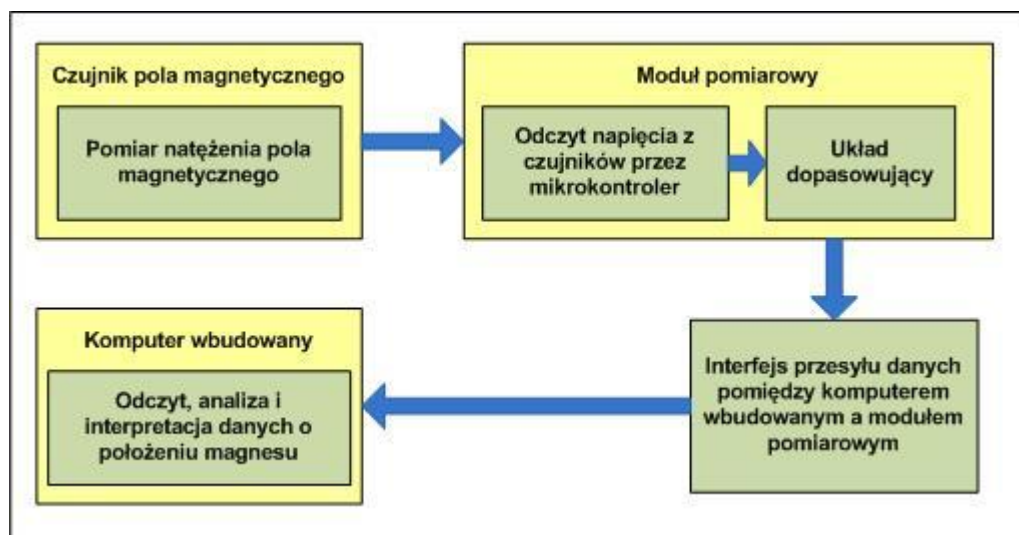 Czujnik pola magnetycznego
Pomiar natężenia pola
magnetycznego
Moduł pomiarowy
Odczyt napięcia z
czujników przez
mikrokontroler
Układ
dopasowujący
Interfejs przesyłu danych
pomiędzy komputerem
wbudowanym a modułem
pomiarowym
Komputer wbudowany
Odczyt, analiza i
interpretacja danych o
położeniu magnesu